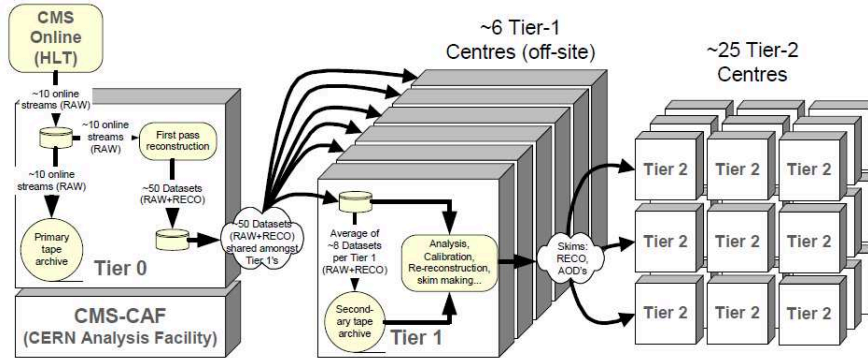 CMS
Online
(HLT)
~10 online
streams (RAW)
~10 online
streams
(RAW)
First pass
reconstruction
~10 online
streams (RAW)
~50 Datasets
(RAW+RECO)
Primary
tape
archive
Tier 0
CMS-CAF
(CERN Analysis Facility)
~50 Datasets
(RAW+RECO)
shared amongst
Tier 1's
~6 Tier-1
Centres (off-site)
Average of
~8 Datasets
per Tier 1
(RAW+RECO)
Analysis,
Calibration,
Re-reconstruction,
skim making...
Second-
ary tape
archive
Tier 1
Skims:
RECO,
AOD's
~25 Tier-2
Centres
Tier 2
Tier 2
Tier 2
Tier 2
Tier 2
Tier 2
Tier 2
Tier 2
Tier 2